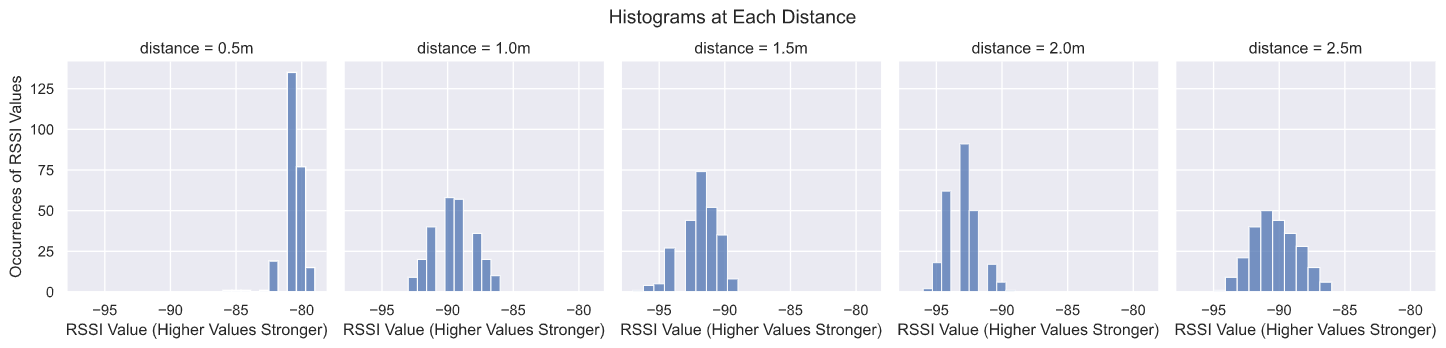 Histograms at Each Distance
distance = 0.5m
distance = 1.0m
distance = 1.5m
distance = 2.0m
distance = 2.5m
Occurrences of RSSI Values
125
100
75
50
25
0
−95 −90 −85 −80
−95 −90 −85 −80
−95 −90 −85 −80
−95 −90 −85 −80
−95 −90 −85 −80
RSSI Value (Higher Values Stronger)
RSSI Value (Higher Values Stronger)
RSSI Value (Higher Values Stronger)
RSSI Value (Higher Values Stronger)
RSSI Value (Higher Values Stronger)